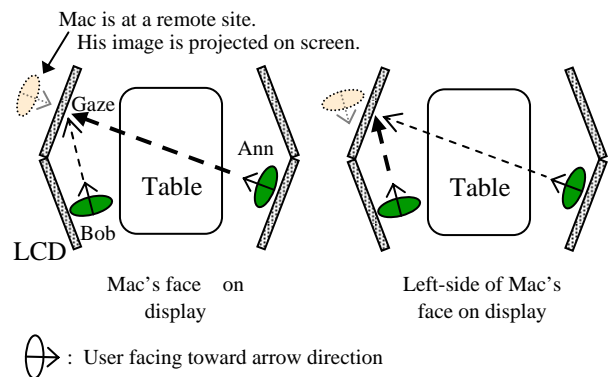 Mac is at a remote site.
His image is projected on screen.
Gaze
Ann
Table
Bob
LCD
Table
Mac's face on
display
Left-side of Mac's
face on display
: User facing toward arrow direction